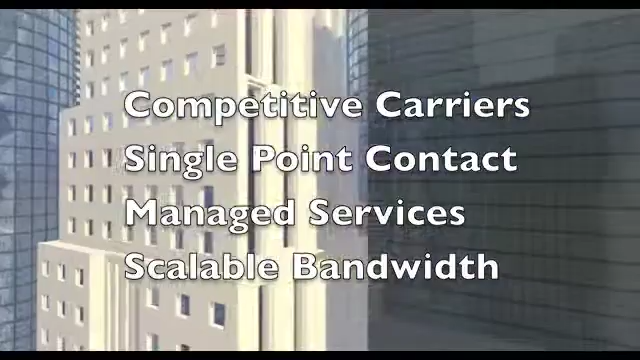 Competitive Carriers
Single Point Contact
Managed Services
Scalable Bandwidth